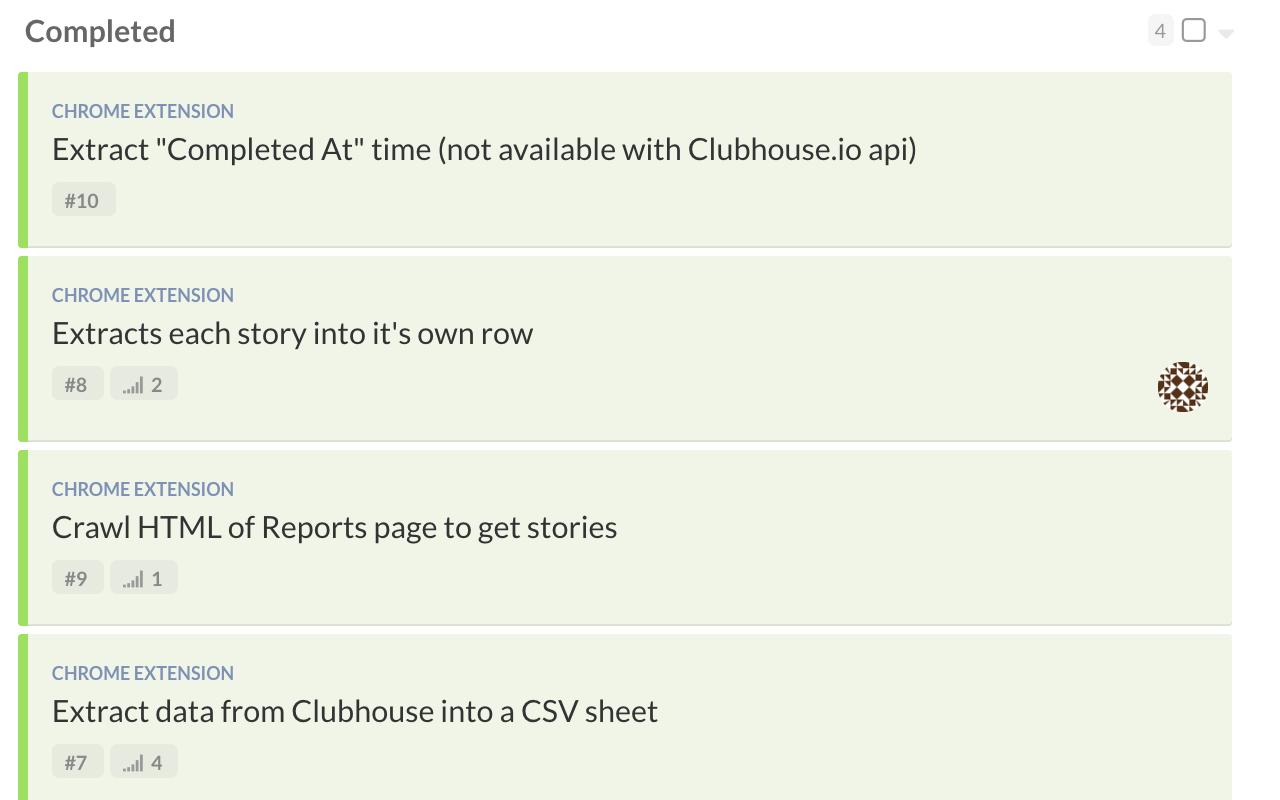 Completed
4
CHROME EXTENSION
Extract "Completed At" time (not available with Clubhouse.io api)
#10
CHROME EXTENSION
Extracts each story into it's own row
#8 2
CHROME EXTENSION
Crawl HTML of Reports page to get stories
#9 1
CHROME EXTENSION
Extract data from Clubhouse into a CSV sheet
#7 4